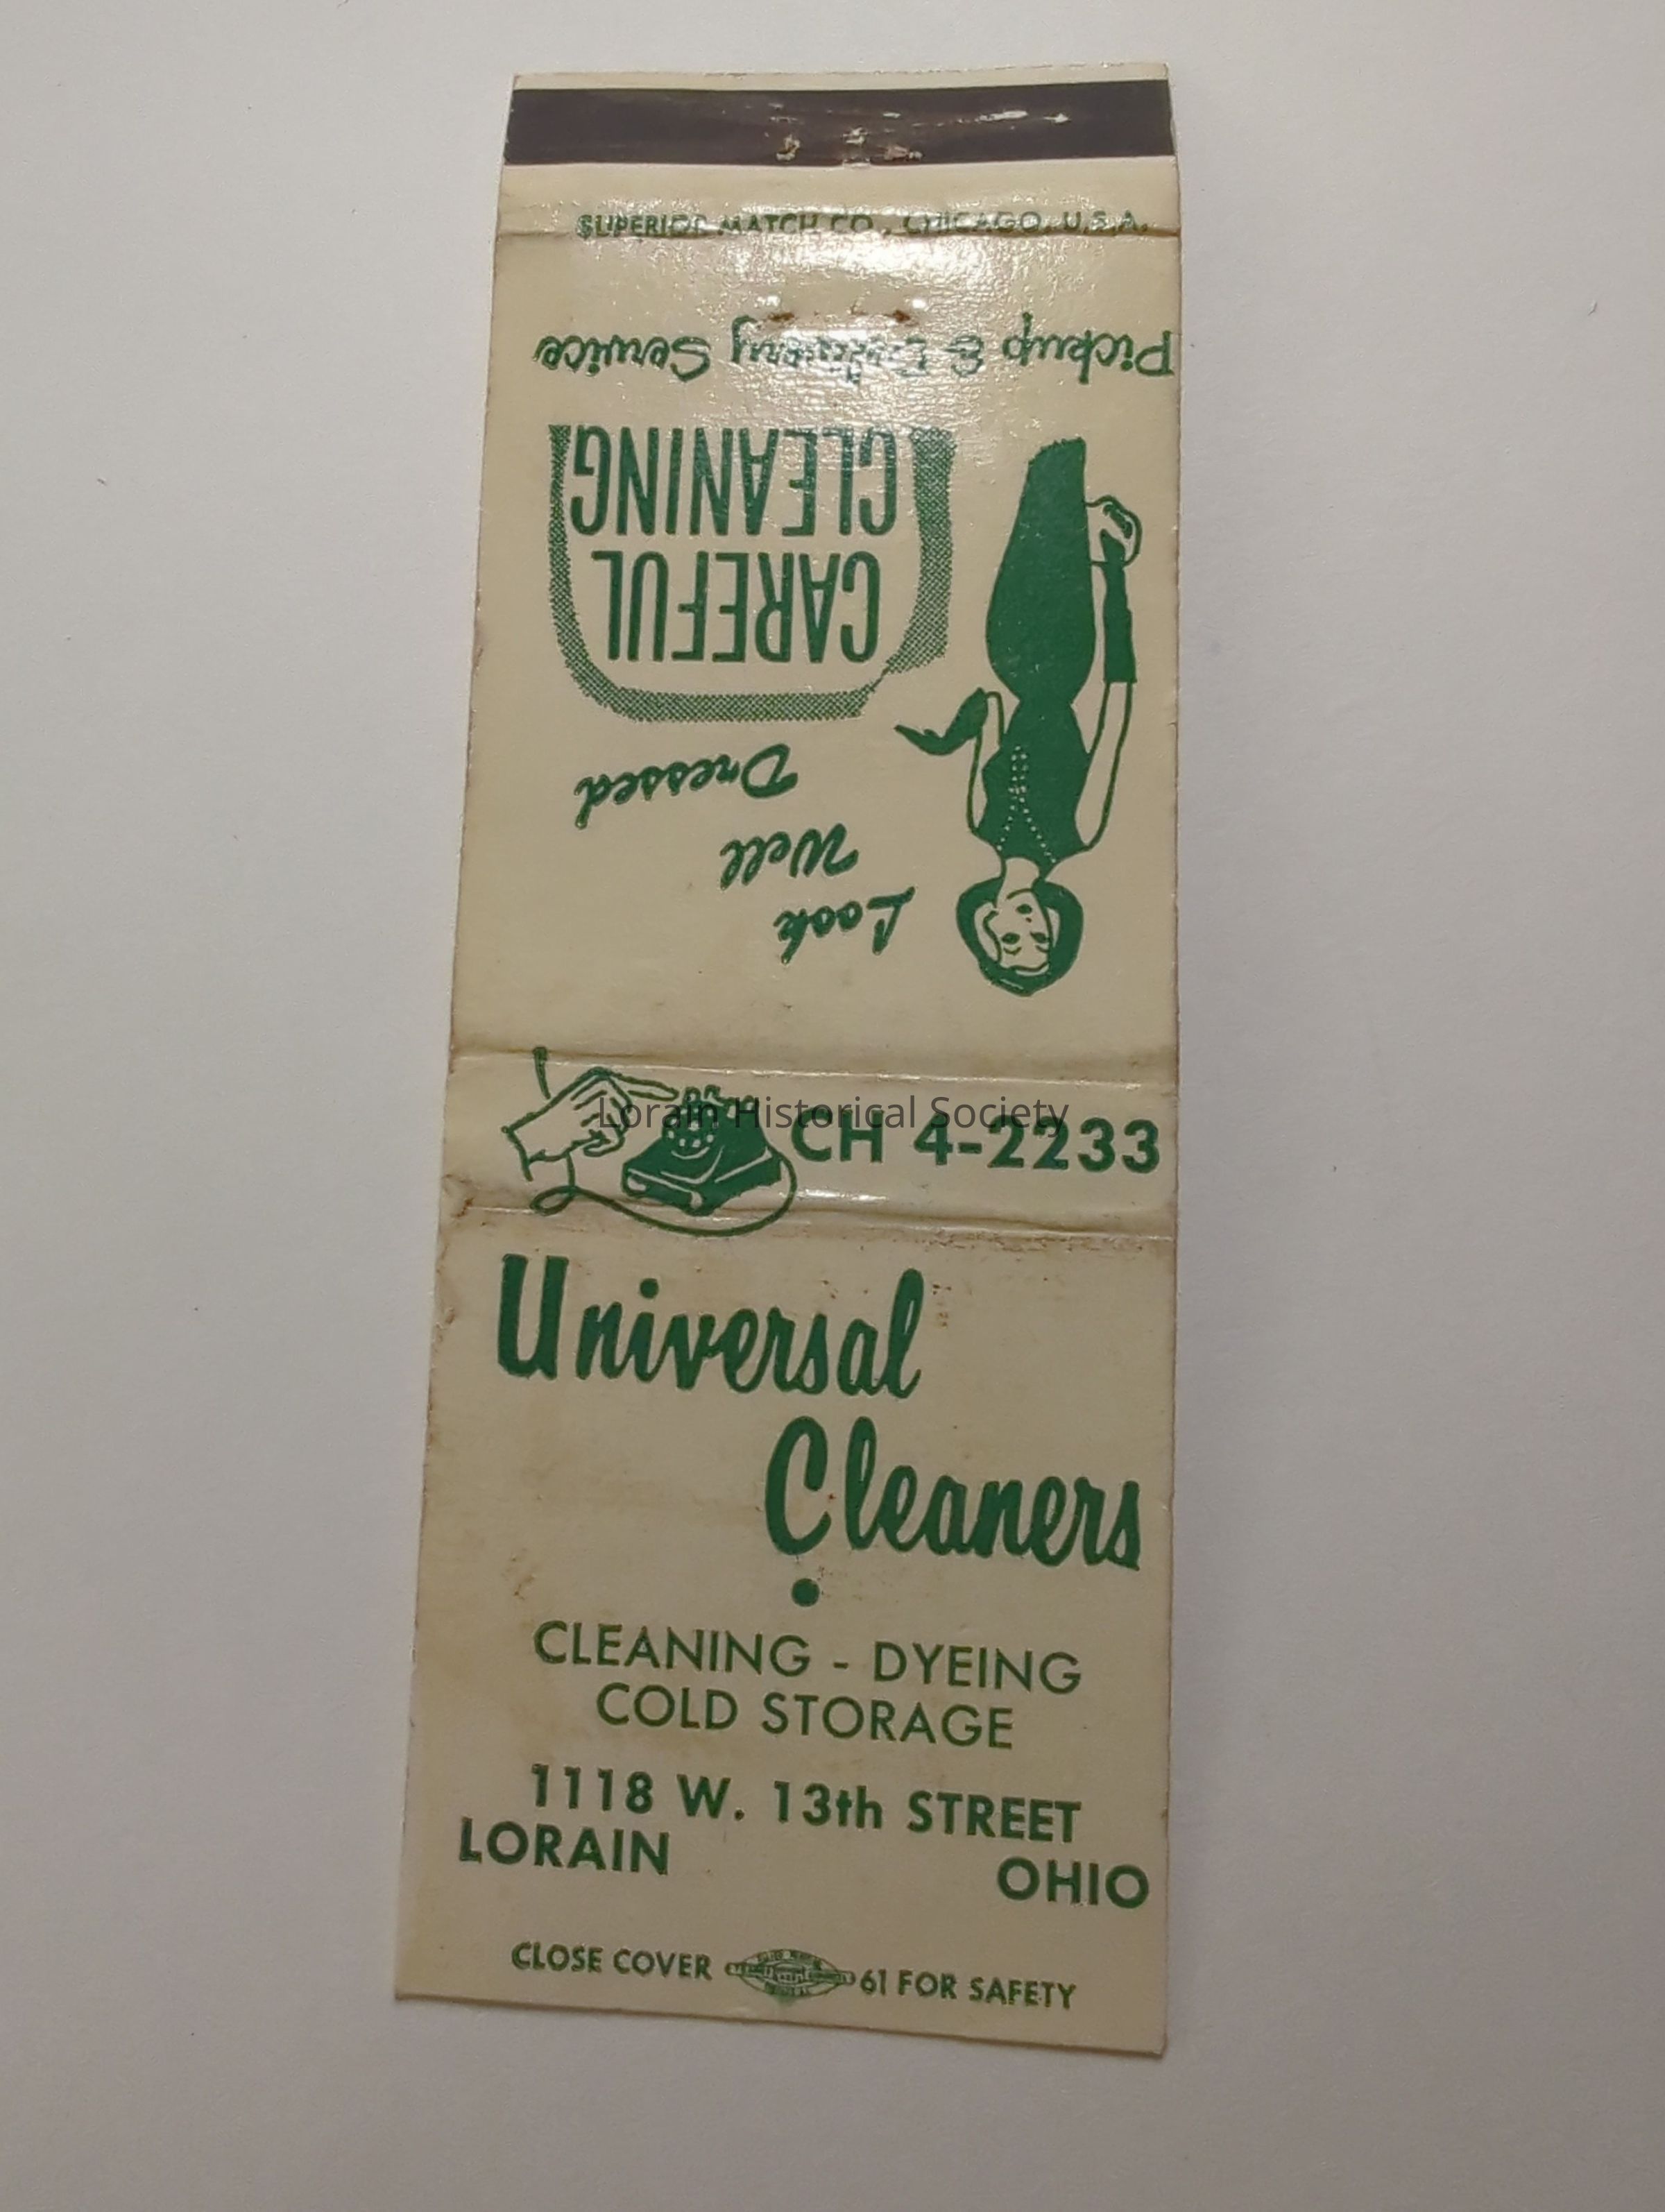 SUPERIOR MATCH CO., CHICAGO, U.S.A.
Look
Well
Dressed
CAREFUL
CLEANING
Pickup & Delivery Service
CH 4-2233
Lorain Historical Society
Universal
Cleaners
CLEANING - DYEING
COLD STORAGE
1118 W. 13th STREET
LORAIN OHIO
CLOSE COVER 61 FOR SAFETY